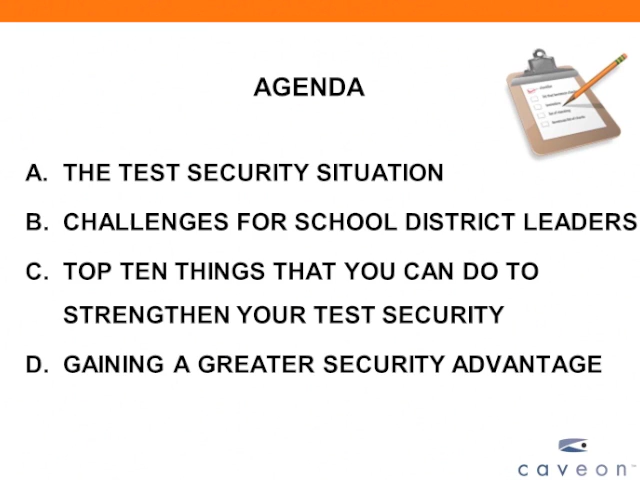 AGENDA
A. THE TEST SECURITY SITUATION
B. CHALLENGES FOR SCHOOL DISTRICT LEADERS
C. TOP TEN THINGS THAT YOU CAN DO TO
STRENGTHEN YOUR TEST SECURITY
D. GAINING A GREATER SECURITY ADVANTAGE
caveon™